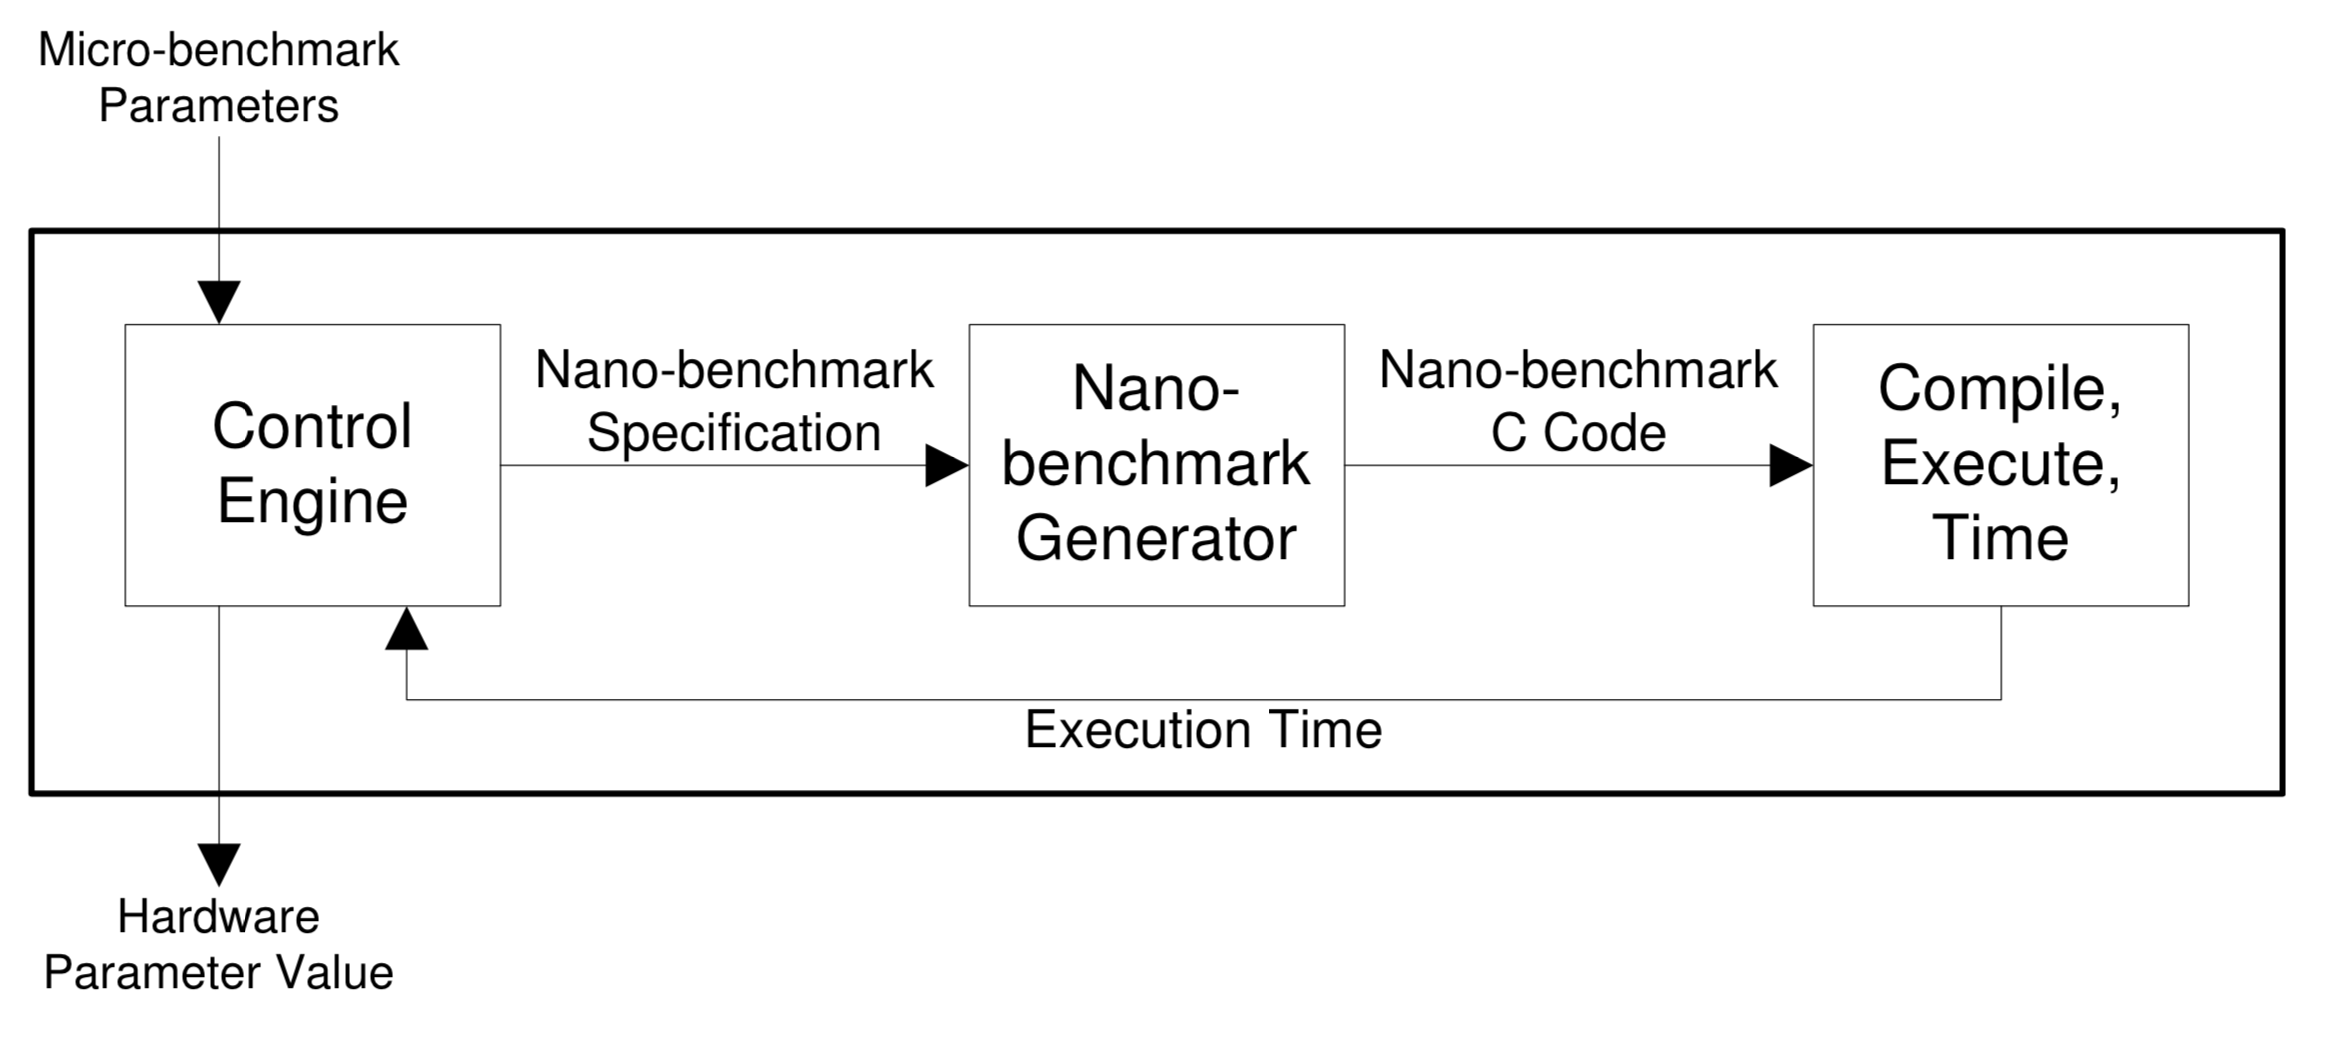 Micro-benchmark
Parameters
Control
Engine
Nano-benchmark
Specification
Nano-
benchmark
Generator
Nano-benchmark
C Code
Compile,
Execute,
Time
Execution Time
Hardware
Parameter Value